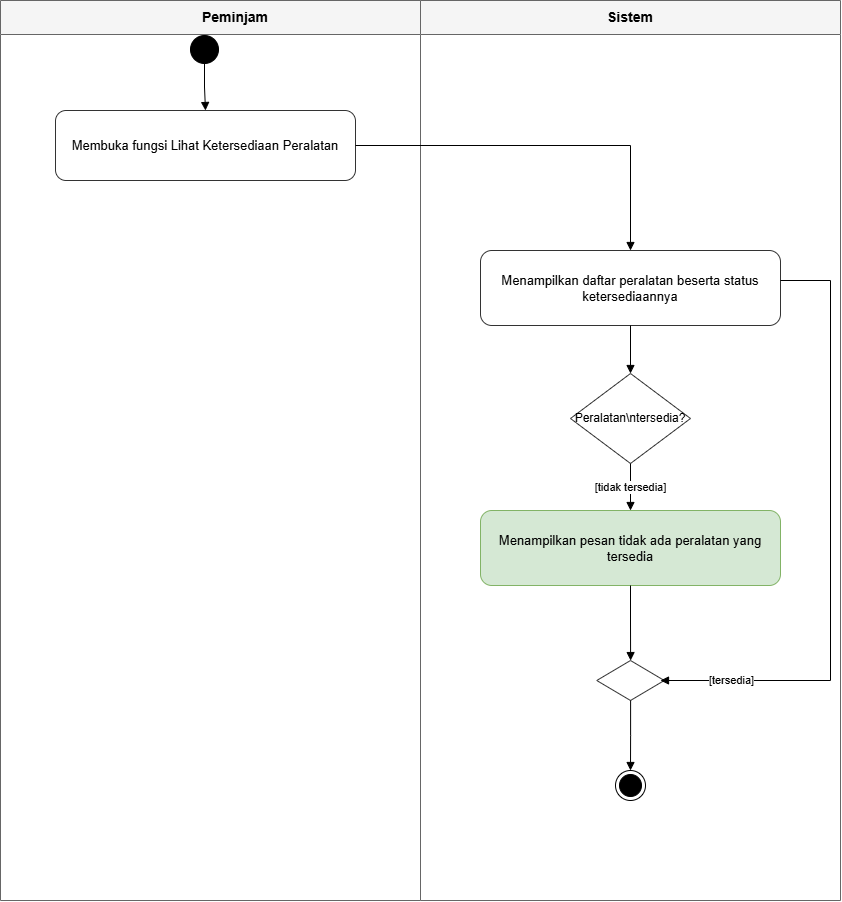 Peminjam
Sistem
Membuka fungsi Lihat Ketersediaan Peralatan
Menampilkan daftar peralatan beserta status
ketersediaannya
Peralatan\ntersedia?
[tidak tersedia]
Menampilkan pesan tidak ada peralatan yang
tersedia
[tersedia]